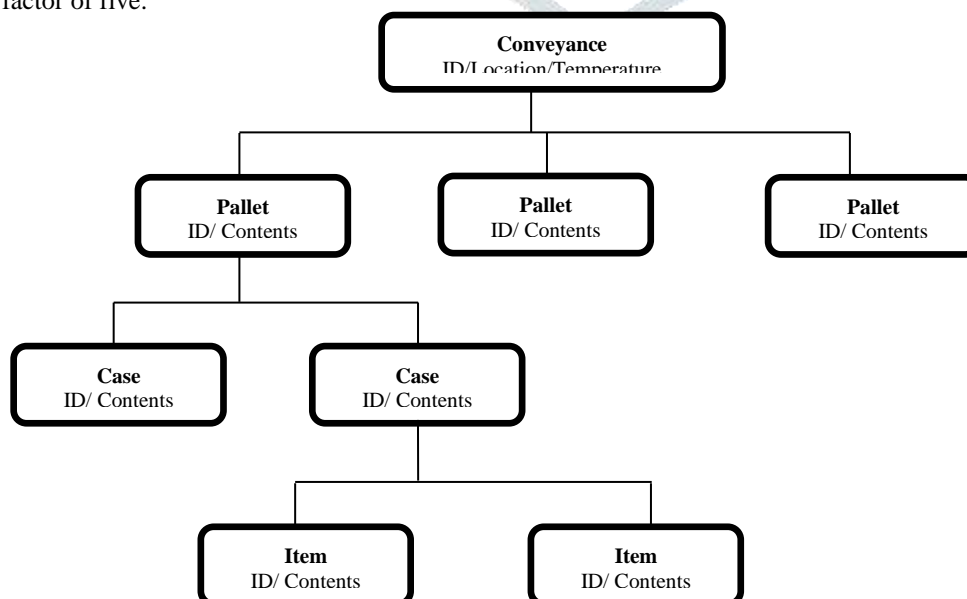 factor of five.
Conveyance
ID/Location/Temperature
Pallet
ID/ Contents
Pallet
ID/ Contents
Pallet
ID/ Contents
Case
ID/ Contents
Case
ID/ Contents
Item
ID/ Contents
Item
ID/ Contents